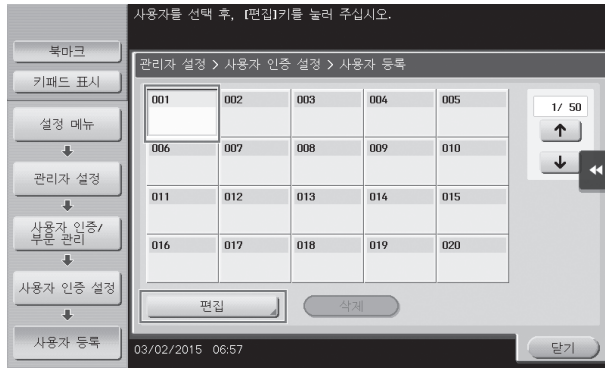 사용자를 선택 후, [편집]키를 눌러 주십시오.
북마크
키패드 표시
설정 메뉴
관리자 설정
사용자 인증/
부문 관리
사용자 인증 설정
사용자 등록
관리자 설정 > 사용자 인증 설정 > 사용자 등록
001 002 003 004 005
006 007 008 009 010
011 012 013 014 015
016 017 018 019 020
1/ 50
편집 삭제
03/02/2015 06:57
닫기